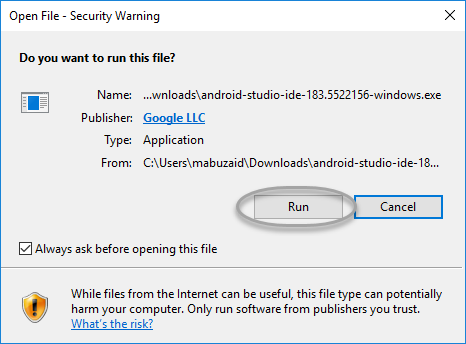 Open File - Security Warning
Do you want to run this file?
Name: ...wnloads\android-studio-ide-183.5522156-windows.exe
Publisher: Google LLC
Type: Application
From: C:\Users\mabuzaid\Downloads\android-studio-ide-18...
Run Cancel
Always ask before opening this file
While files from the Internet can be useful, this file type can potentially
harm your computer. Only run software from publishers you trust.
What's the risk?